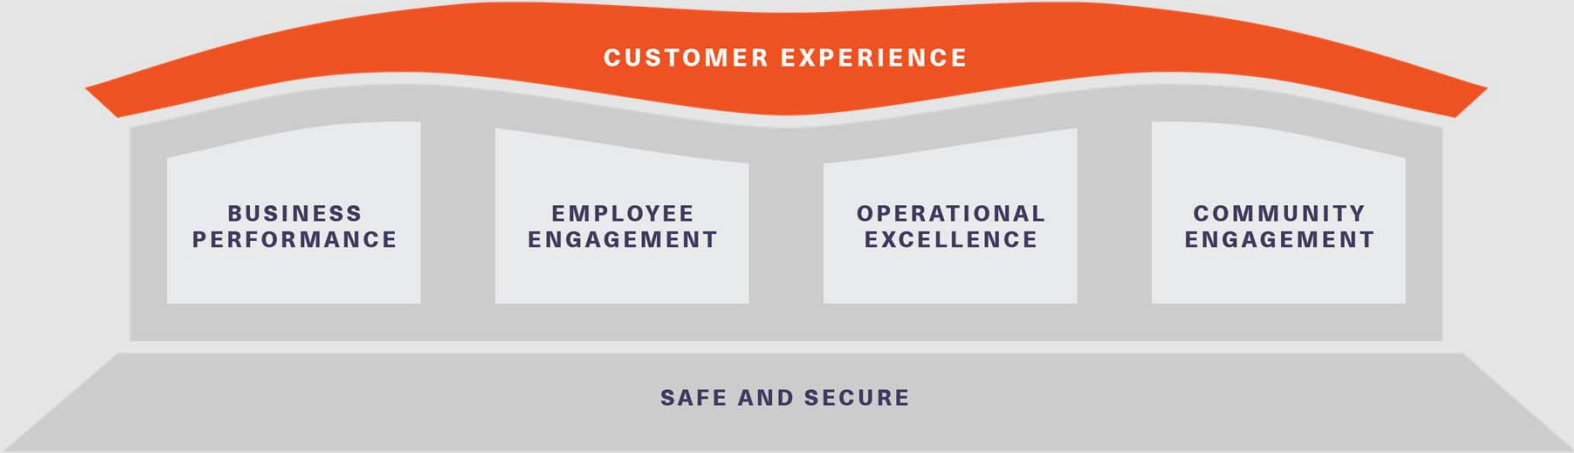 CUSTOMER EXPERIENCE
BUSINESS
PERFORMANCE
EMPLOYEE
ENGAGEMENT
OPERATIONAL
EXCELLENCE
COMMUNITY
ENGAGEMENT
SAFE AND SECURE